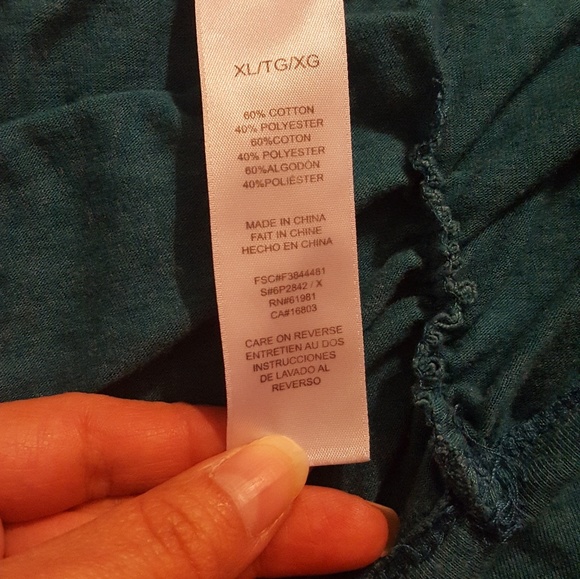 XL/TG/XG
60% COTTON
40% POLYESTER
60%COTON
40% POLYESTER
60%ALGODÓN
40%POLIÉSTER
MADE IN CHINA
FAIT IN CHINE
HECHO EN CHINA
FSC#F3844461
S#6P2842 / X
RN#61981
CA#16803
CARE ON REVERSE
ENTRETIEN AU DOS
INSTRUCCIONES
DE LAVADO AL
REVERSO